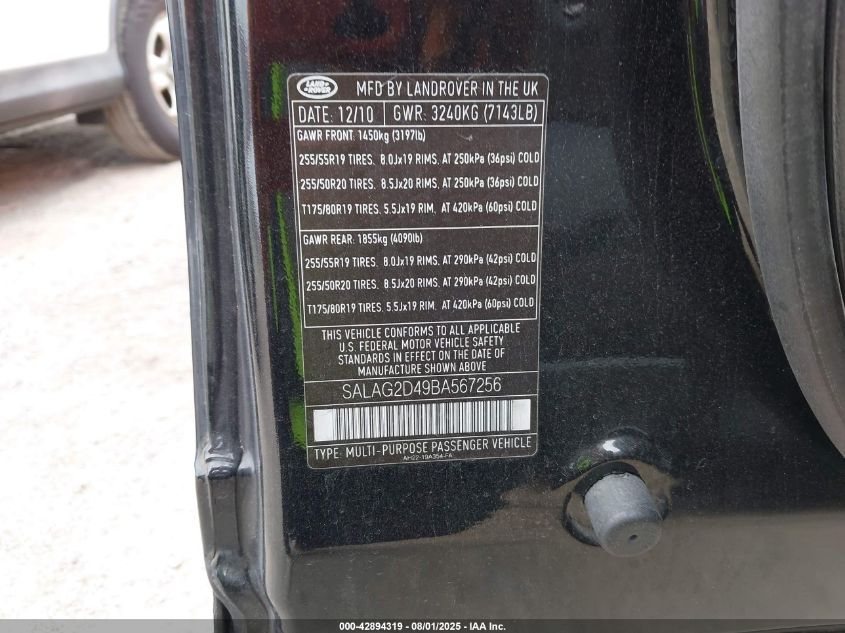 LAND ROVER
MFD BY LANDROVER IN THE UK
DATE: 12/10 GWR: 3240KG (7143LB)
GAWR FRONT: 1450kg (3197lb)
255/55R19 TIRES. 8.0Jx19 RIMS. AT 250kPa (36psi) COLD
255/50R20 TIRES. 8.5Jx20 RIMS. AT 250kPa (36psi) COLD
T175/80R19 TIRES. 5.5Jx19 RIM. AT 420kPa (60psi) COLD
GAWR REAR: 1855kg (4090lb)
255/55R19 TIRES. 8.0Jx19 RIMS. AT 290kPa (42psi) COLD
255/50R20 TIRES. 8.5Jx20 RIMS. AT 290kPa (42psi) COLD
T175/80R19 TIRES. 5.5Jx19 RIM. AT 420kPa (60psi) COLD
THIS VEHICLE CONFORMS TO ALL APPLICABLE
U.S. FEDERAL MOTOR VEHICLE SAFETY
STANDARDS IN EFFECT ON THE DATE OF
MANUFACTURE SHOWN ABOVE
SALAG2D49BA567256
TYPE: MULTI-PURPOSE PASSENGER VEHICLE
AH22-19A354-FA
000-42894319 - 08/01/2025 - IAA Inc.